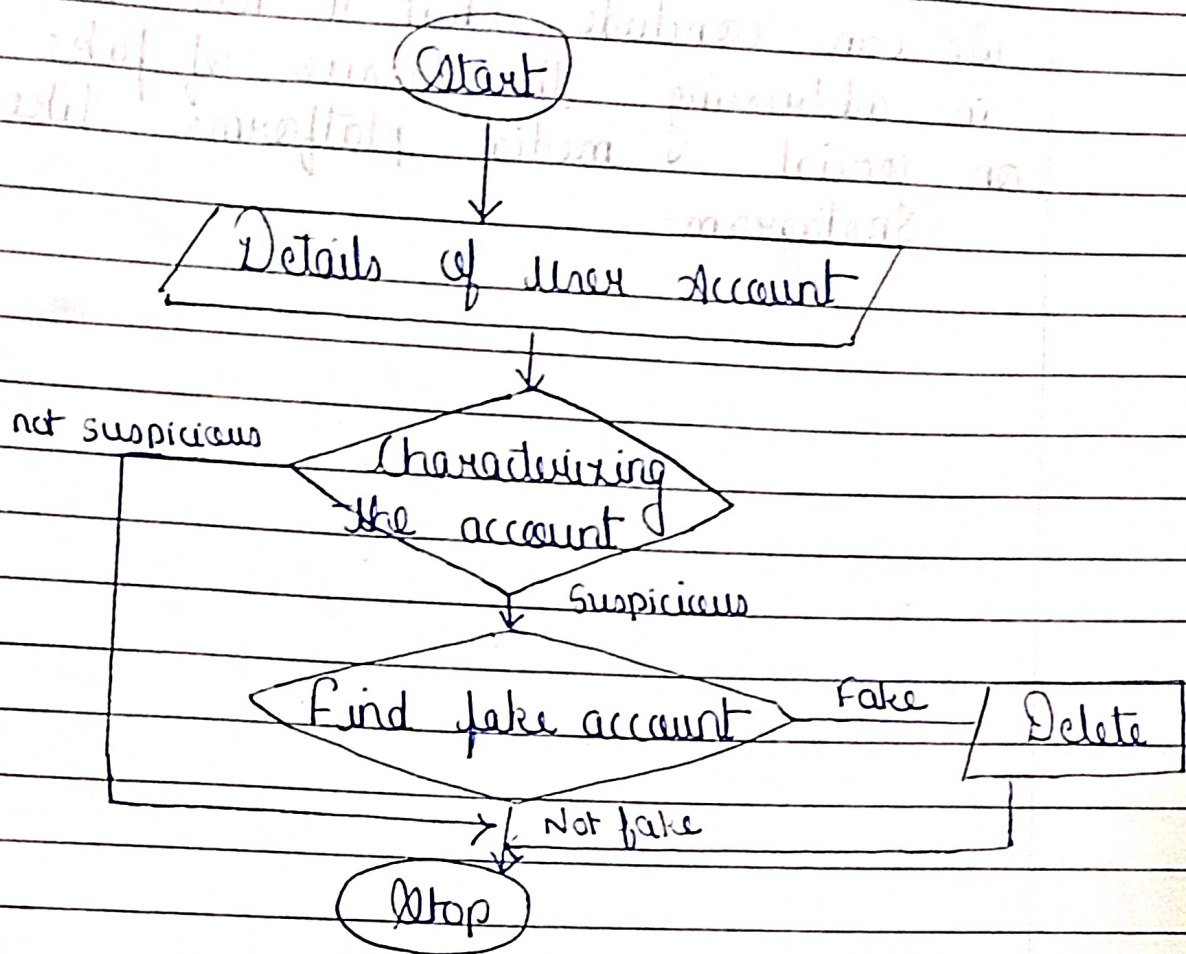 Start
Details of User Account
not suspicious
Characterizing
the account
Suspicious
Find fake account
Fake
Delete
Not fake
Stop